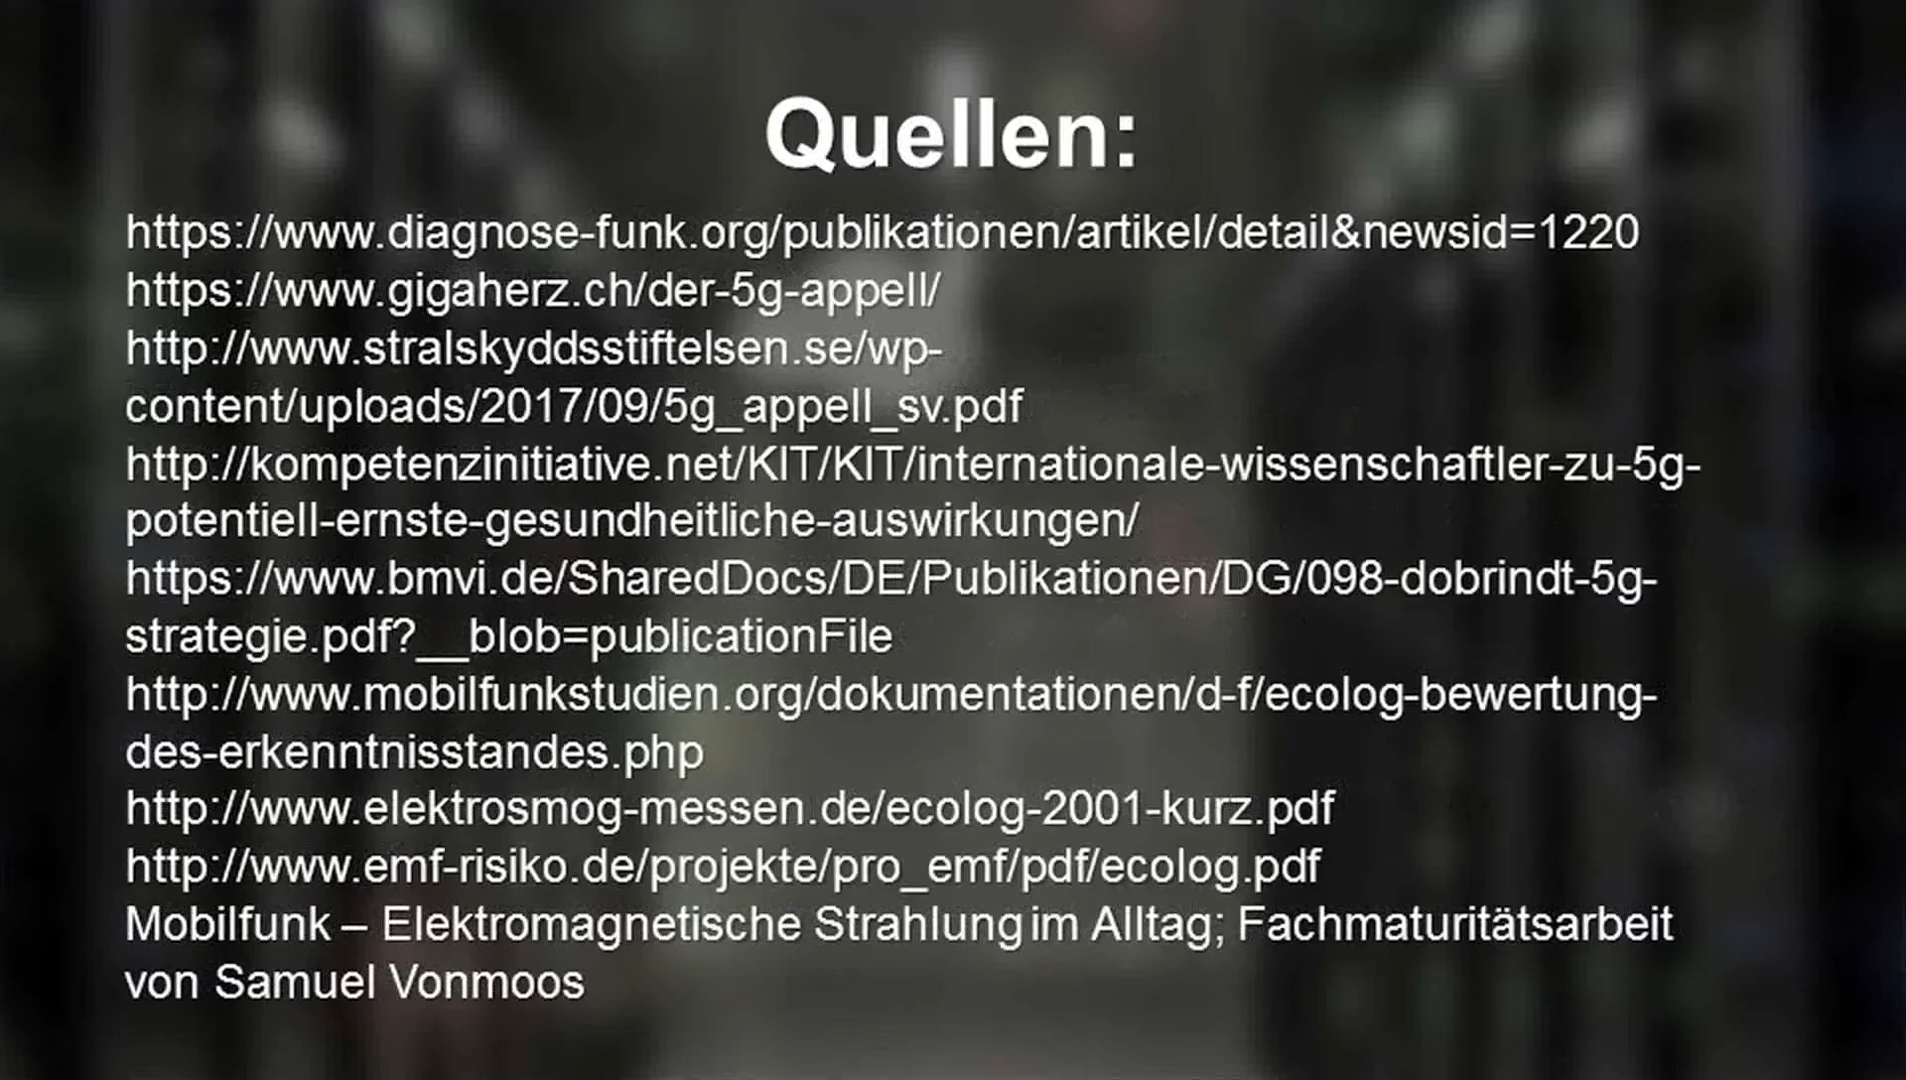 Quellen:
https://www.diagnose-funk.org/publikationen/artikel/detail&newsid=1220
https://www.gigaherz.ch/der-5g-appell/
http://www.stralskyddsstiftelsen.se/wp-
content/uploads/2017/09/5g_appell_sv.pdf
http://kompetenzinitiative.net/KIT/KIT/internationale-wissenschaftler-zu-5g-
potentiell-ernste-gesundheitliche-auswirkungen/
https://www.bmvi.de/SharedDocs/DE/Publikationen/DG/098-dobrindt-5g-
strategie.pdf?__blob=publicationFile
http://www.mobilfunkstudien.org/dokumentationen/d-f/ecolog-bewertung-
des-erkenntnisstandes.php
http://www.elektrosmog-messen.de/ecolog-2001-kurz.pdf
http://www.emf-risiko.de/projekte/pro_emf/pdf/ecolog.pdf
Mobilfunk – Elektromagnetische Strahlung im Alltag; Fachmaturitätsarbeit
von Samuel Vonmoos